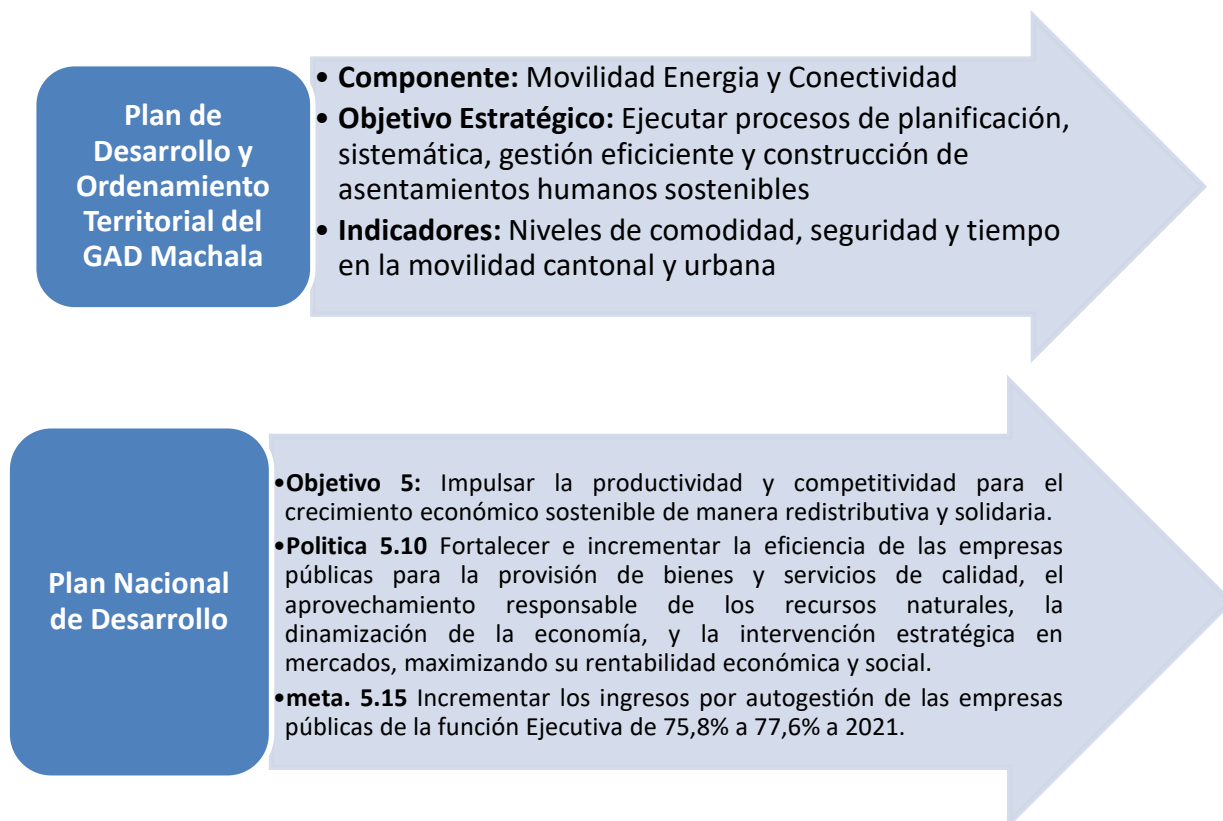 Plan de
Desarrollo y
Ordenamiento
Territorial del
GAD Machala
• Componente: Movilidad Energia y Conectividad
• Objetivo Estratégico: Ejecutar procesos de planificación,
sistemática, gestión eficiciente y construcción de
asentamientos humanos sostenibles
• Indicadores: Niveles de comodidad, seguridad y tiempo
en la movilidad cantonal y urbana
Plan Nacional
de Desarrollo
•Objetivo 5: Impulsar la productividad y competitividad para el
crecimiento económico sostenible de manera redistributiva y solidaria.
•Politica 5.10 Fortalecer e incrementar la eficiencia de las empresas
públicas para la provisión de bienes y servicios de calidad, el
aprovechamiento responsable de los recursos naturales, la
dinamización de la economía, y la intervención estratégica en
mercados, maximizando su rentabilidad económica y social.
•meta. 5.15 Incrementar los ingresos por autogestión de las empresas
públicas de la función Ejecutiva de 75,8% a 77,6% a 2021.